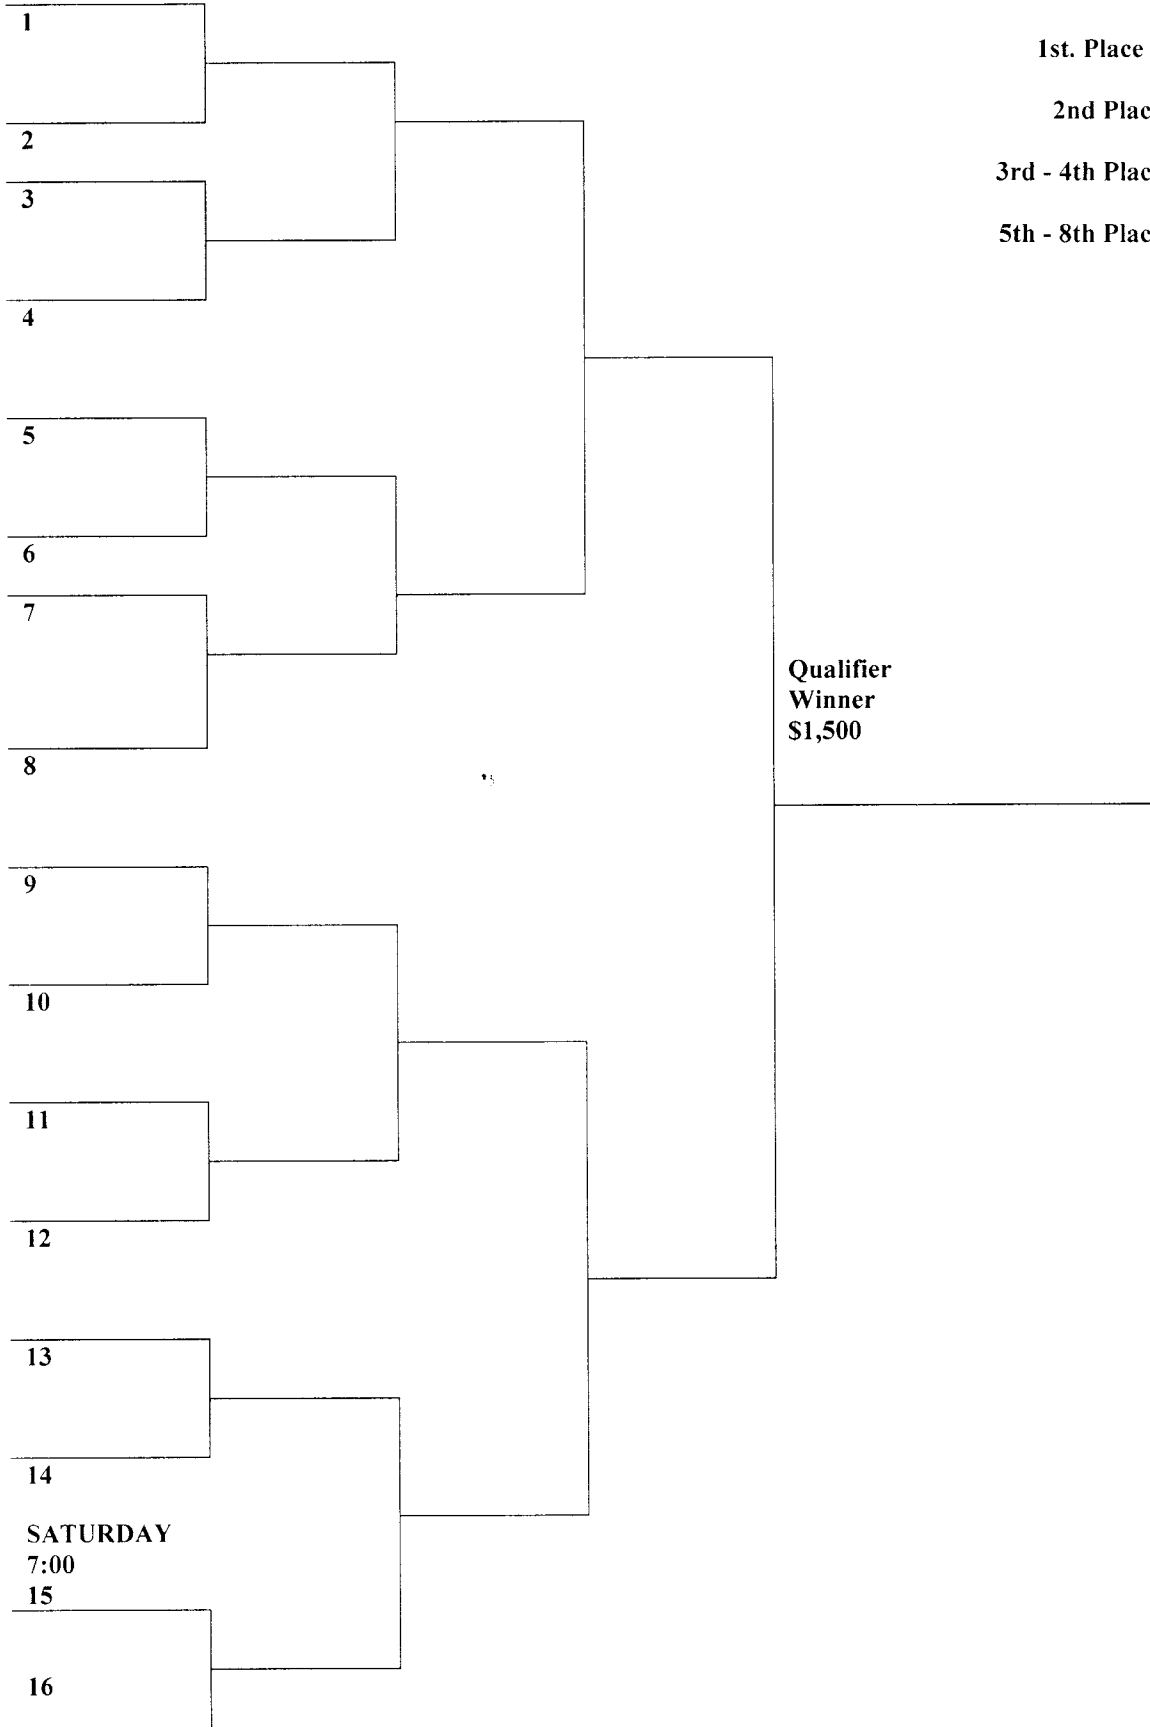 1
1st. Place
2nd Plac
2
3
3rd - 4th Plac
5th - 8th Plac
4
5
6
7
Qualifier
Winner
$1,500
8
9
10
11
12
13
14
SATURDAY
7:00
15
16